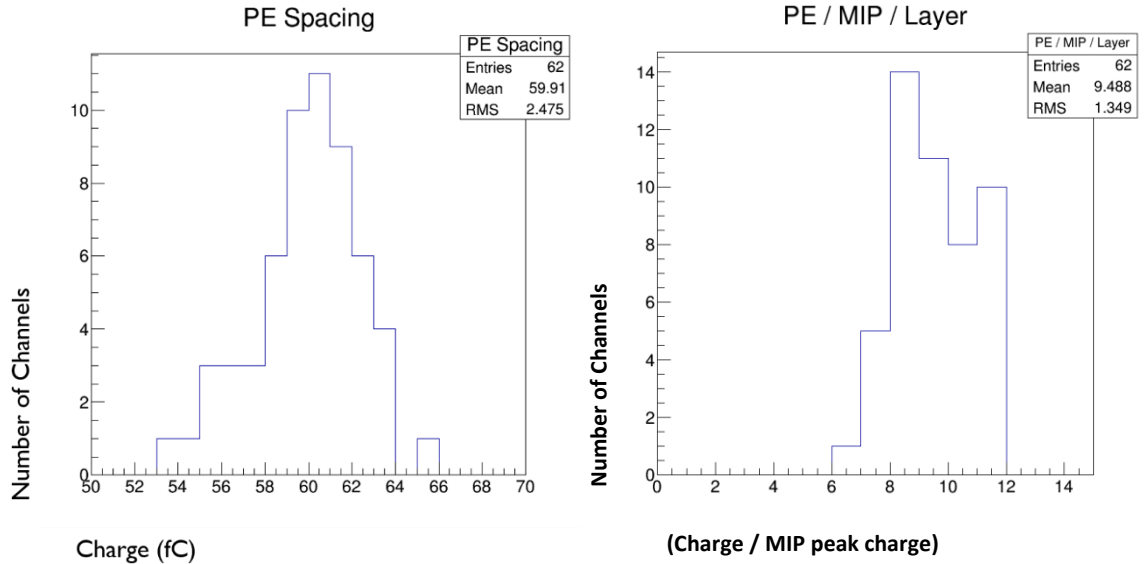 PE Spacing
PE Spacing
Entries 62
Mean 59.91
RMS 2.475
10
8
6
4
2
0
50 52 54 56 58 60 62 64 66 68 70
Number of Channels
Charge (fC)
PE / MIP / Layer
PE / MIP / Layer
Entries 62
Mean 9.488
RMS 1.349
14
12
10
8
6
4
2
0
0 2 4 6 8 10 12 14
Number of Channels
(Charge / MIP peak charge)